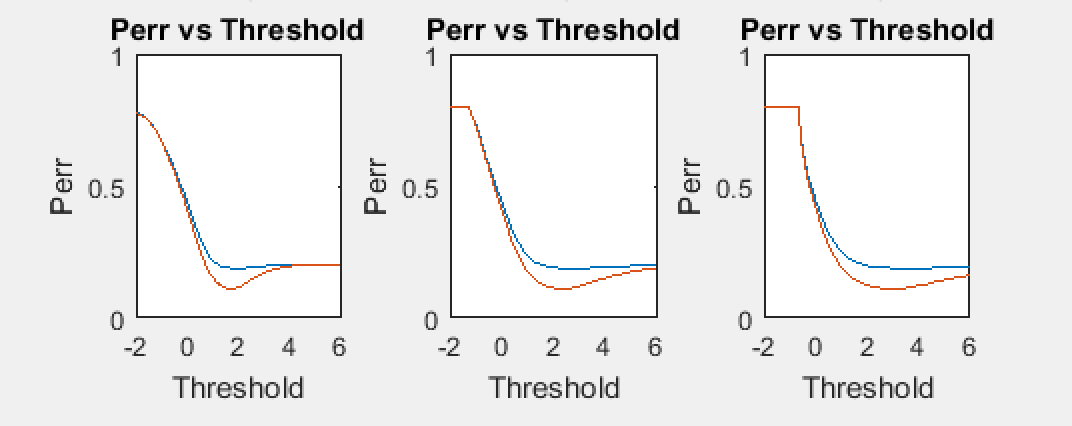 Perr vs Threshold Perr vs Threshold Perr vs Threshold
1 1 1
Perr Perr Perr
0.5 0.5 0.5
0 0 0
-2 0 2 4 6 -2 0 2 4 6 -2 0 2 4 6
Threshold Threshold Threshold